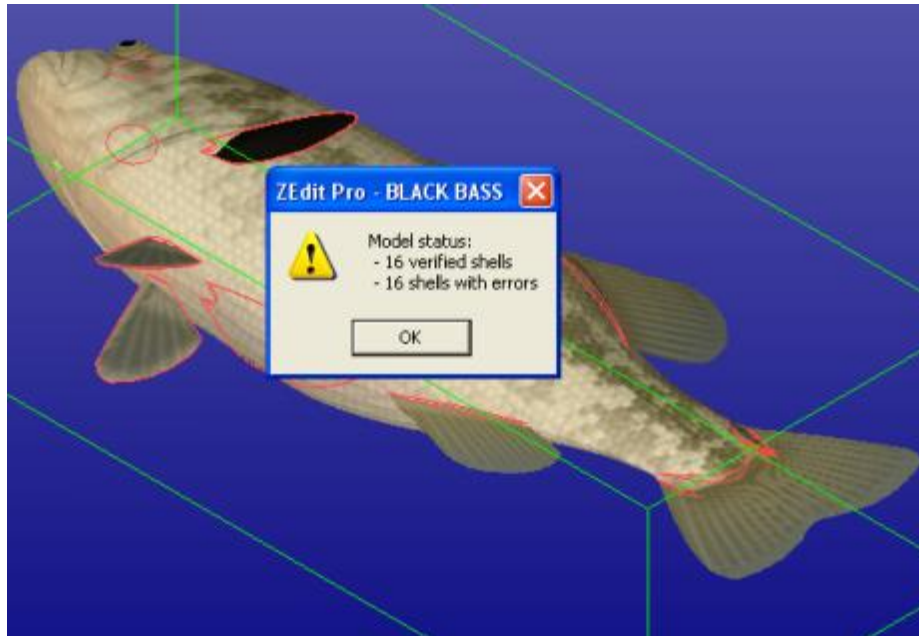 ZEdit Pro - BLACK BASS
Model status:
- 16 verified shells
- 16 shells with errors
OK